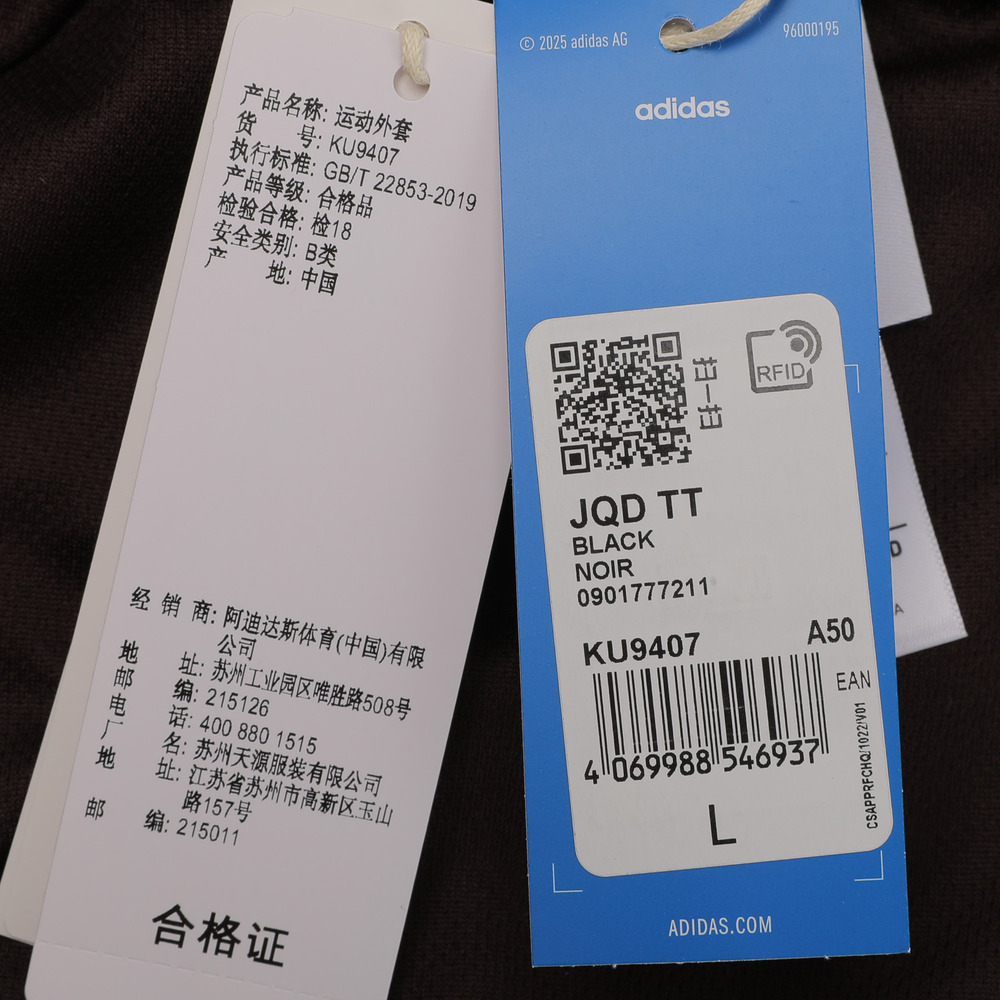 产品名称: 运动外套
货 号: KU9407
执行标准: GB/T 22853-2019
产品等级: 合格品
检验合格: 检18
安全类别: B类
产 地: 中国
经 销 商: 阿迪达斯体育(中国)有限
公司
地 址: 苏州工业园区唯胜路508号
邮 编: 215126
电 话: 400 880 1515
厂 名: 苏州天源服装有限公司
地 址: 江苏省苏州市高新区玉山
路157号
邮 编: 215011
合格证
© 2025 adidas AG
96000195
adidas
RFID
JQD TT
BLACK
NOIR
0901777211
KU9407
A50
EAN
4 069988 546937
CSAPPRFCHQ/1022/V01
L
ADIDAS.COM